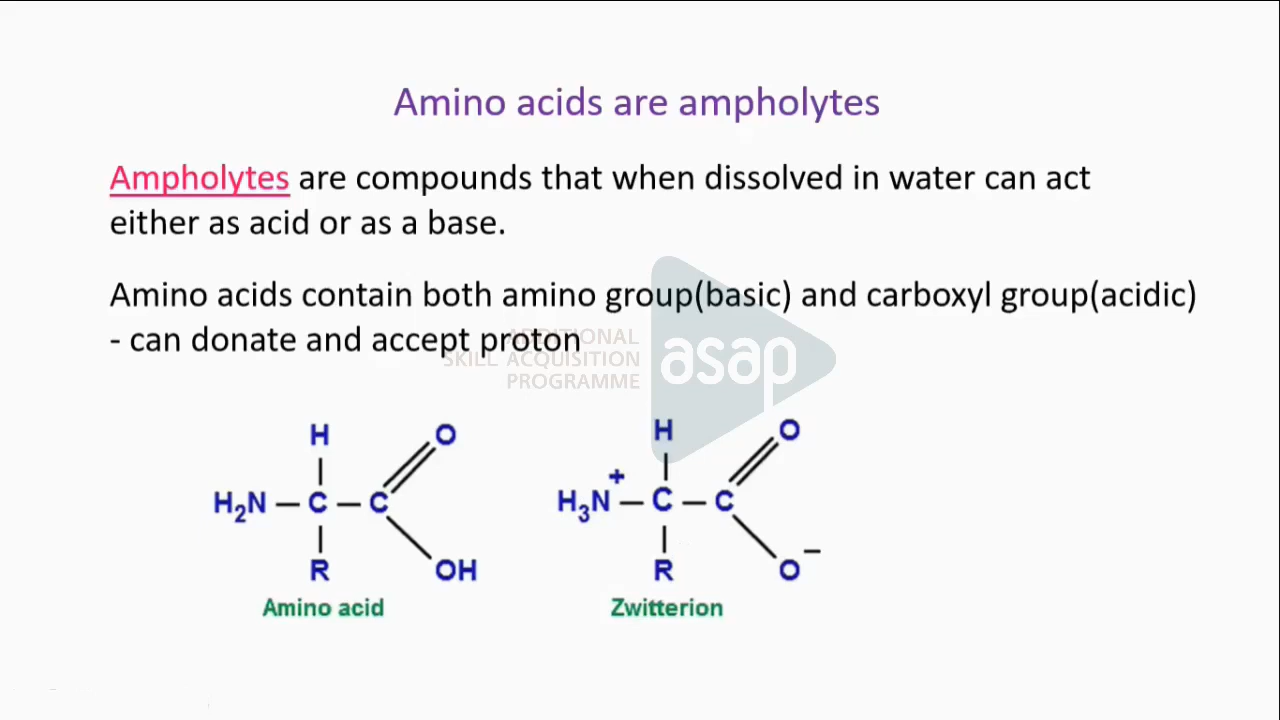 Amino acids are ampholytes
Ampholytes are compounds that when dissolved in water can act
either as acid or as a base.
Amino acids contain both amino group(basic) and carboxyl group(acidic)
- can donate and accept proton
ADDITIONAL
SKILL ACQUISITION
PROGRAMME
asap
H O
H₂N – C – C
R OH
Amino acid
H O
H₃N⁺ – C – C
R O⁻
Zwitterion